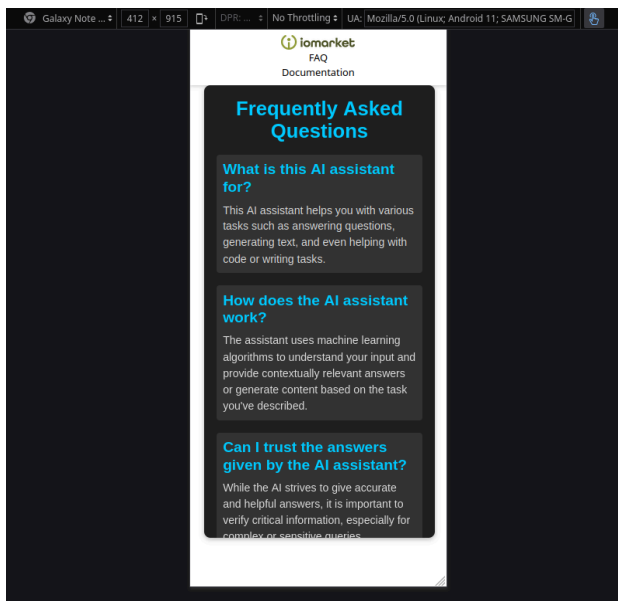 Galaxy Note ... 412 × 915 DPR: ... No Throttling UA: Mozilla/5.0 (Linux; Android 11; SAMSUNG SM-G
iomarket
FAQ
Documentation
Frequently Asked
Questions
What is this AI assistant
for?
This AI assistant helps you with various
tasks such as answering questions,
generating text, and even helping with
code or writing tasks.
How does the AI assistant
work?
The assistant uses machine learning
algorithms to understand your input and
provide contextually relevant answers
or generate content based on the task
you've described.
Can I trust the answers
given by the AI assistant?
While the AI strives to give accurate
and helpful answers, it is important to
verify critical information, especially for
complex or sensitive queries.